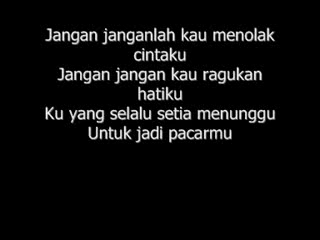 Jangan janganlah kau menolak
cintaku
Jangan jangan kau ragukan
hatiku
Ku yang selalu setia menunggu
Untuk jadi pacarmu